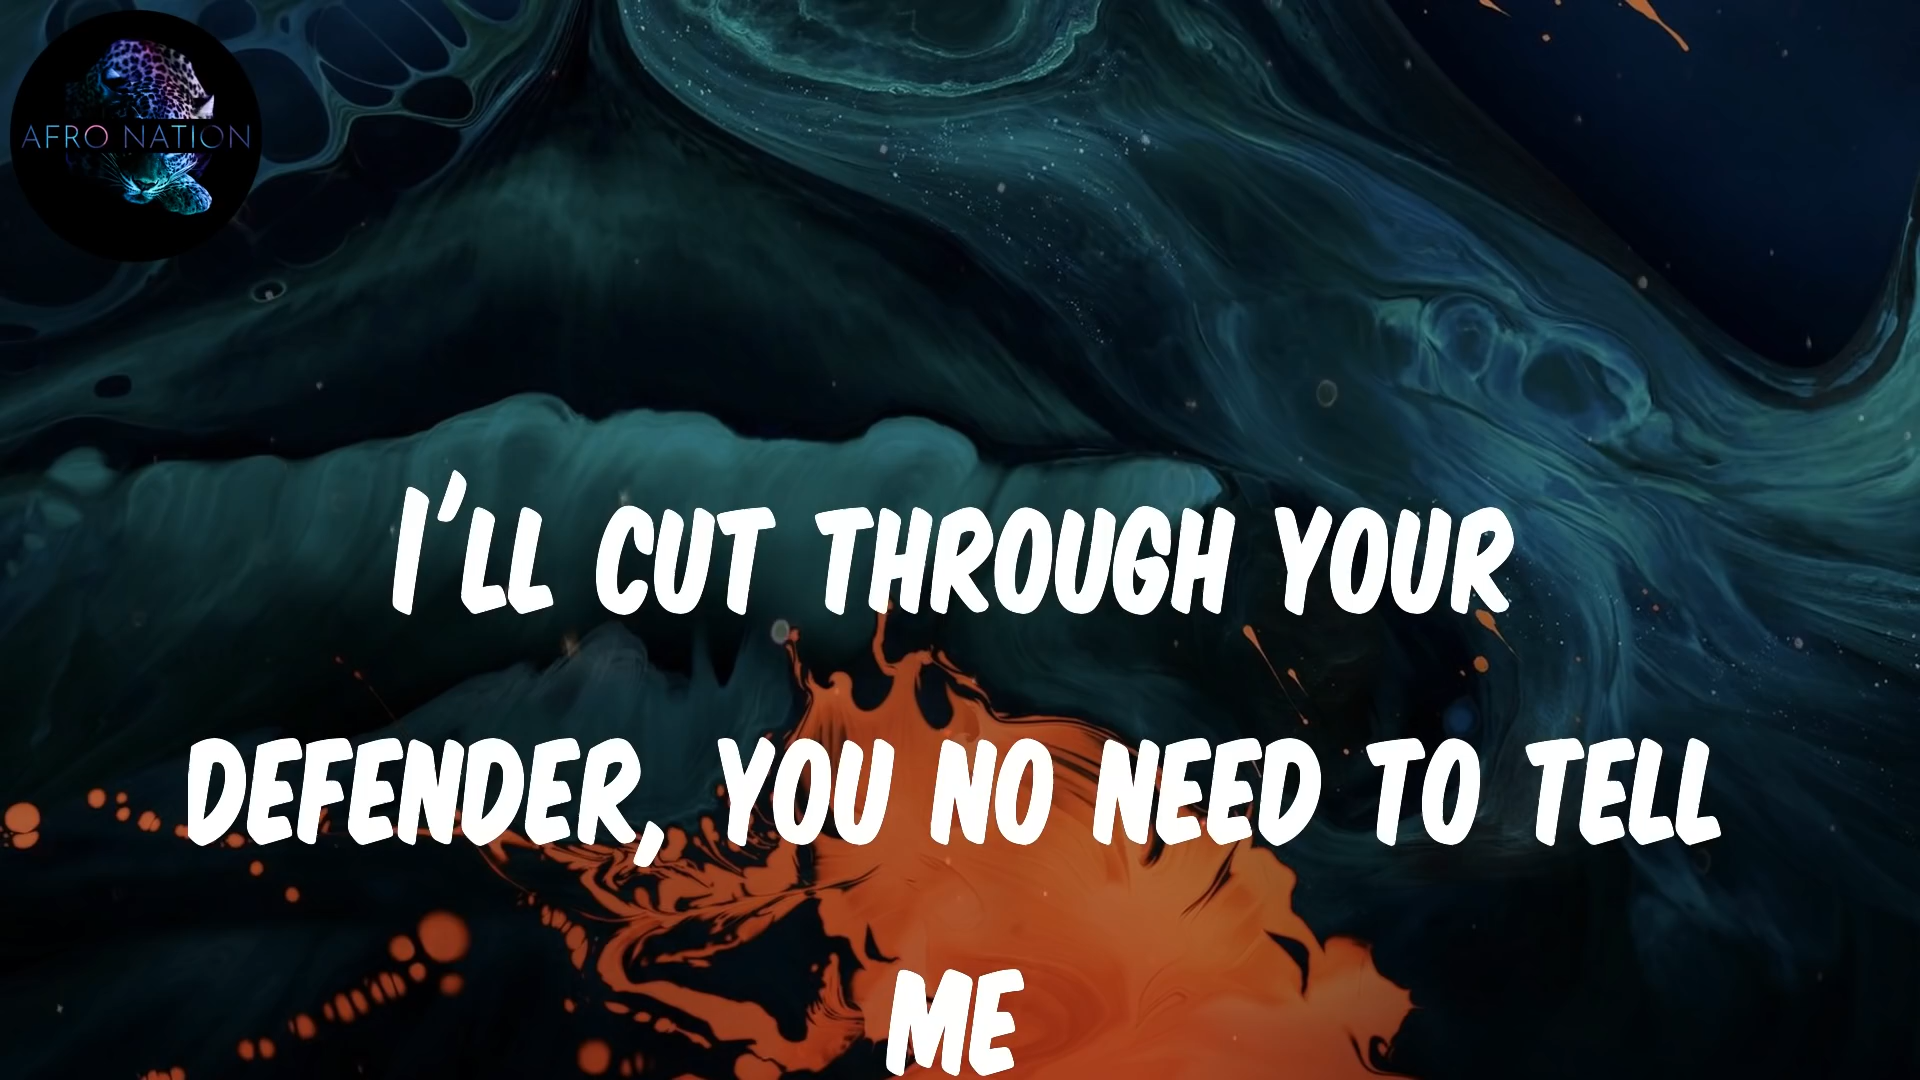 AFRO NATION
I'LL CUT THROUGH YOUR
DEFENDER, YOU NO NEED TO TELL
ME